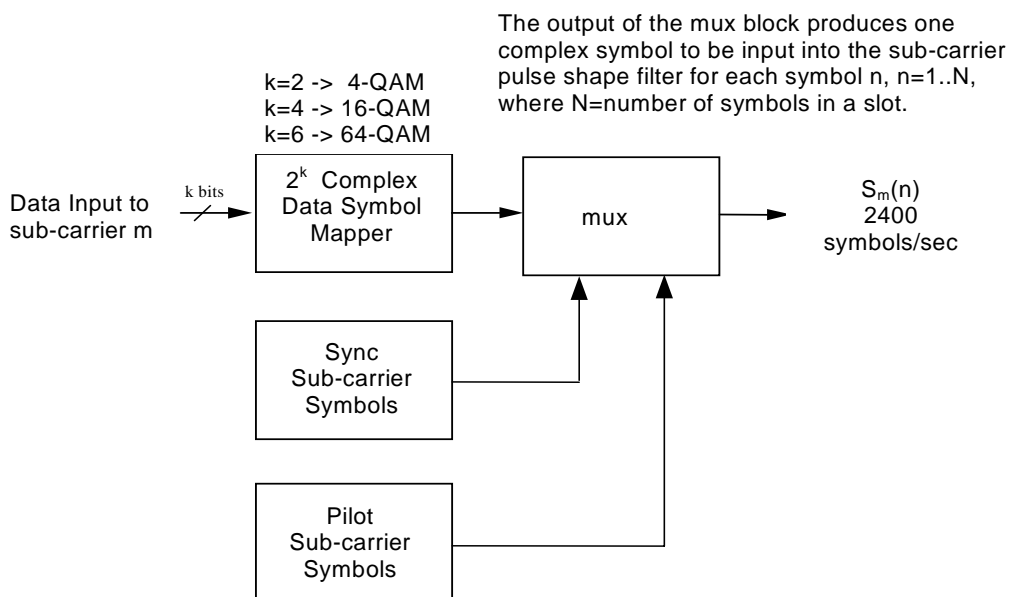 The output of the mux block produces one
complex symbol to be input into the sub-carrier
pulse shape filter for each symbol n, n=1..N,
where N=number of symbols in a slot.
k=2 -> 4-QAM
k=4 -> 16-QAM
k=6 -> 64-QAM
Data Input to
sub-carrier m
k bits
2^k Complex
Data Symbol
Mapper
mux
S_m(n)
2400
symbols/sec
Sync
Sub-carrier
Symbols
Pilot
Sub-carrier
Symbols